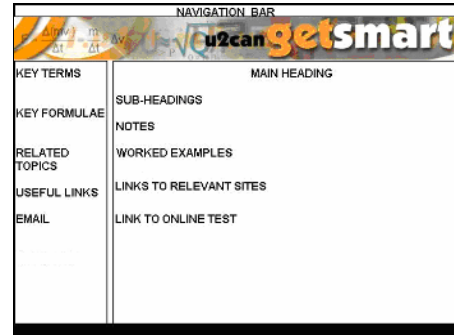 NAVIGATION BAR
u2can getsmart
KEY TERMS
KEY FORMULAE
RELATED
TOPICS
USEFUL LINKS
EMAIL
MAIN HEADING
SUB-HEADINGS
NOTES
WORKED EXAMPLES
LINKS TO RELEVANT SITES
LINK TO ONLINE TEST